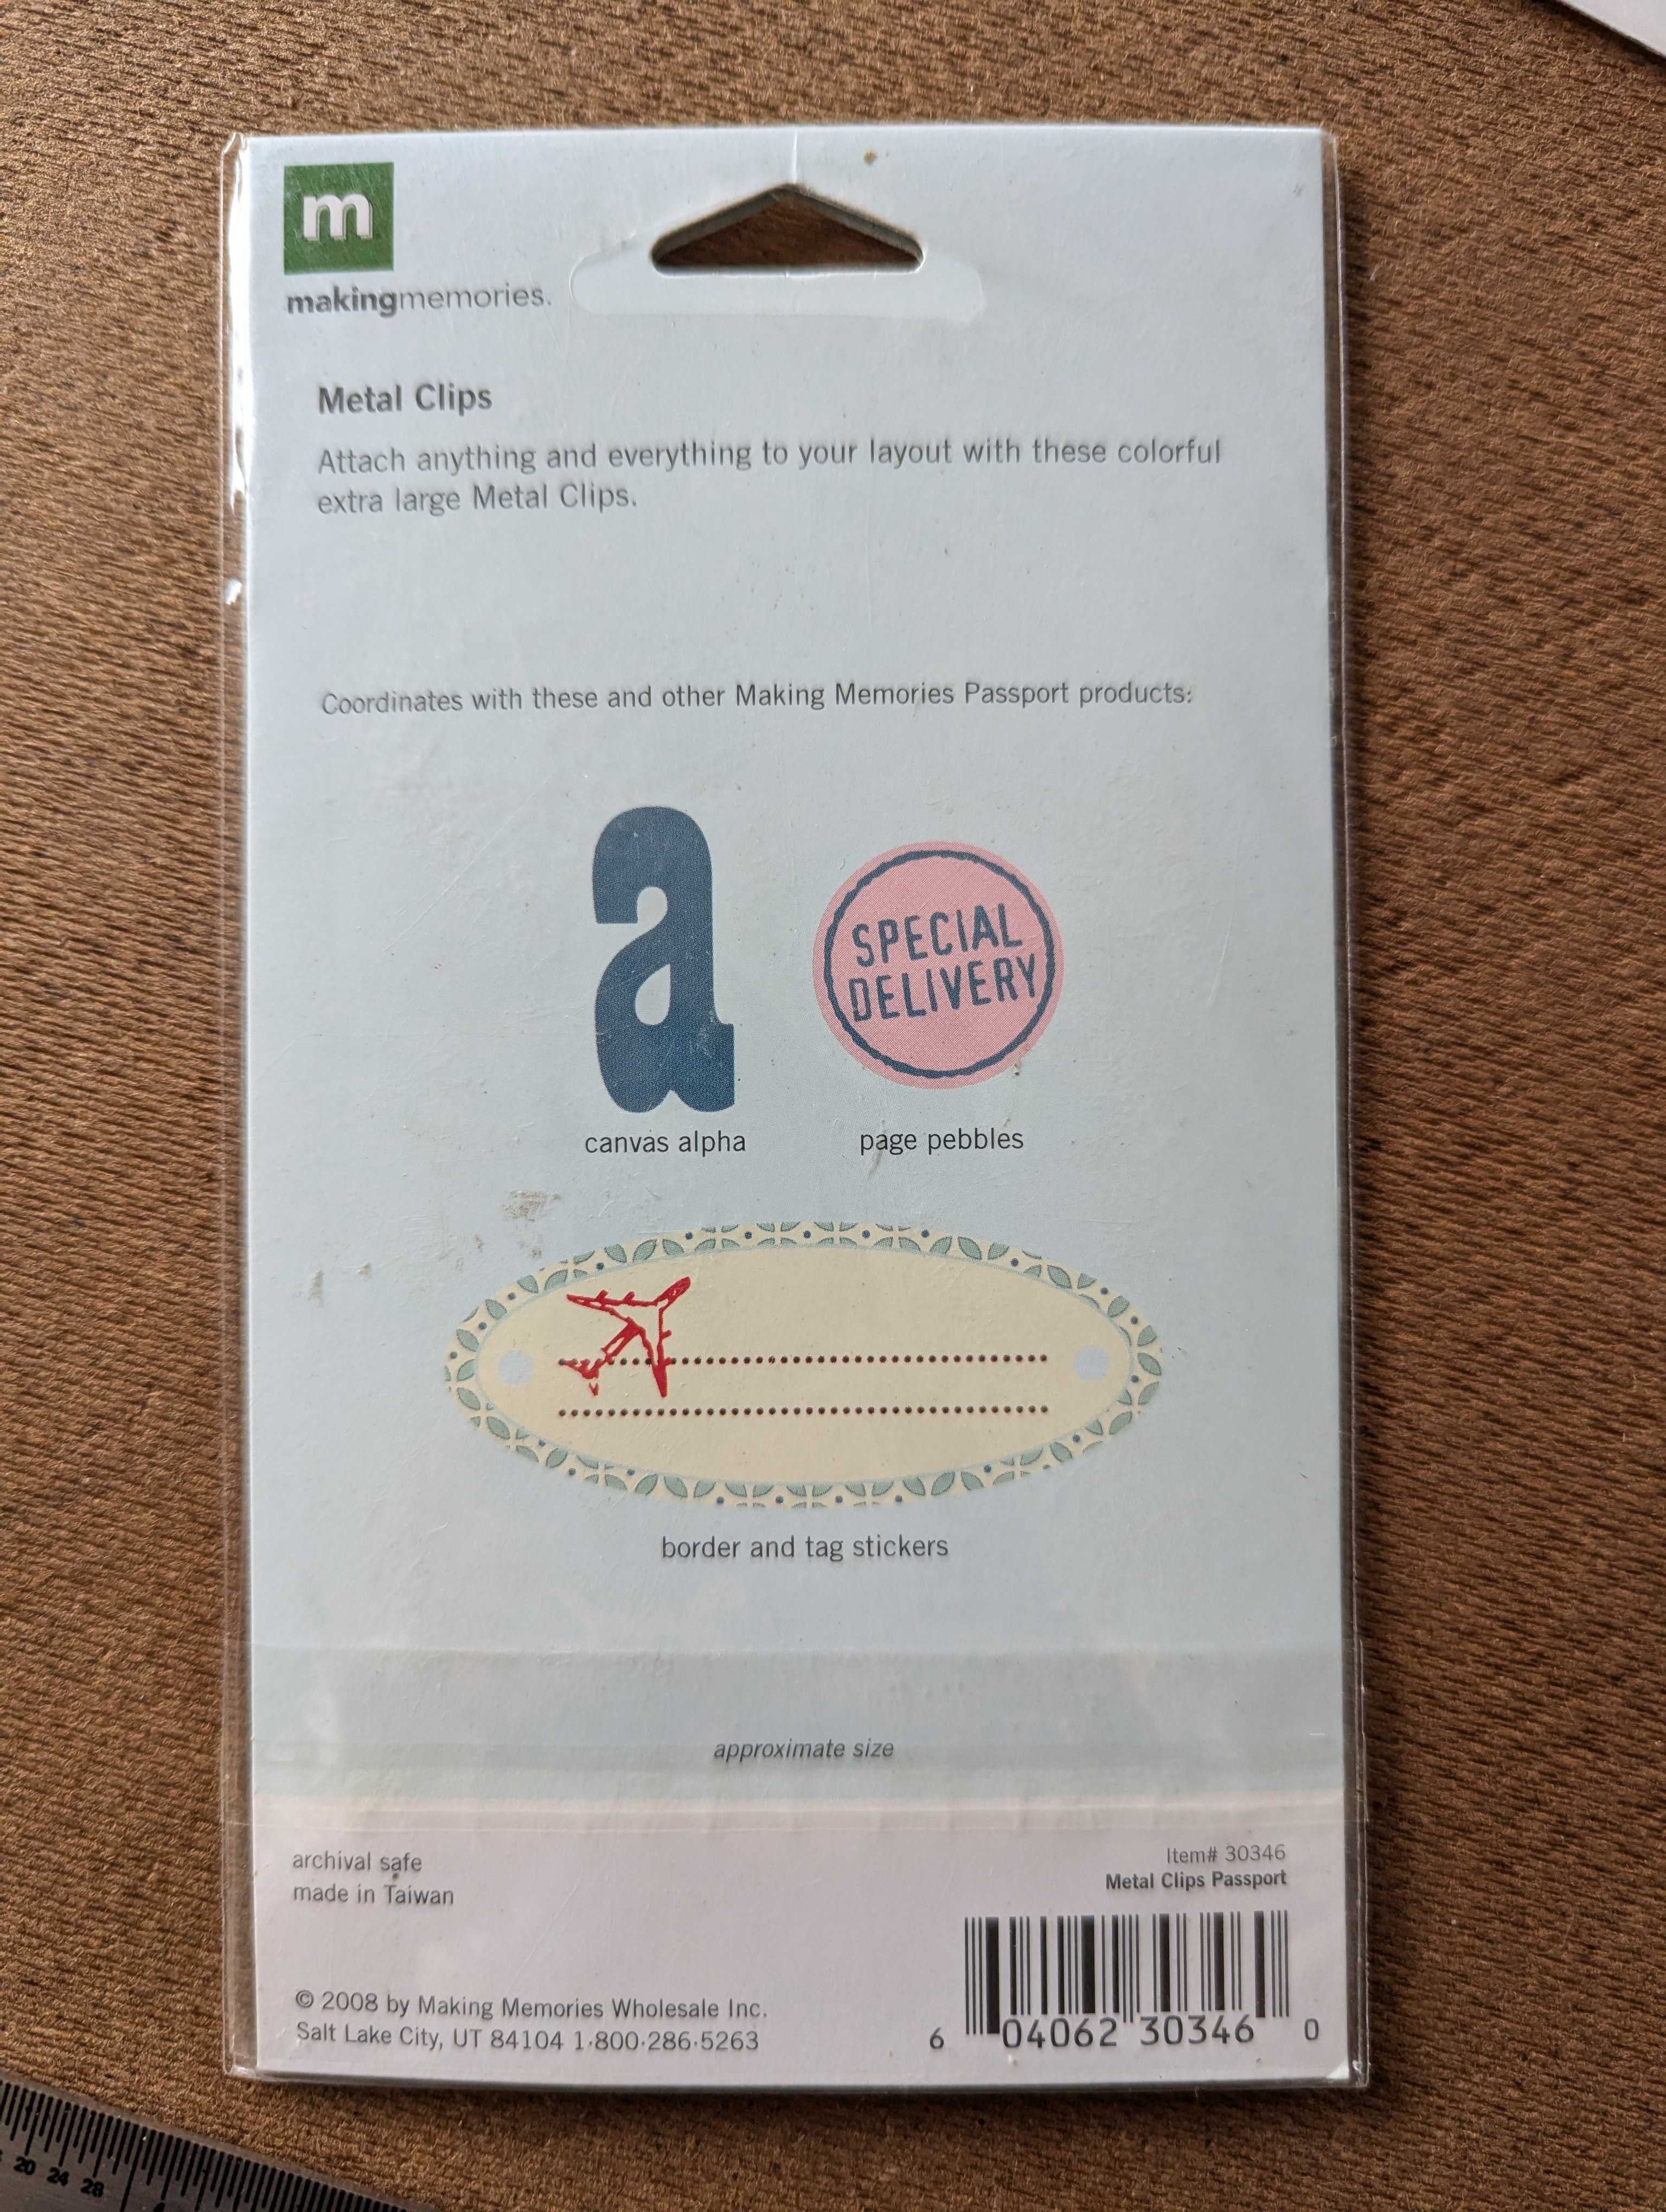 m
makingmemories.
Metal Clips
Attach anything and everything to your layout with these colorful
extra large Metal Clips.
Coordinates with these and other Making Memories Passport products:
a
SPECIAL
DELIVERY
canvas alpha
page pebbles
border and tag stickers
approximate size
archival safe
made in Taiwan
Item# 30346
Metal Clips Passport
© 2008 by Making Memories Wholesale Inc.
Salt Lake City, UT 84104 1·800·286·5263
6 04062 30346 0
20 24 28